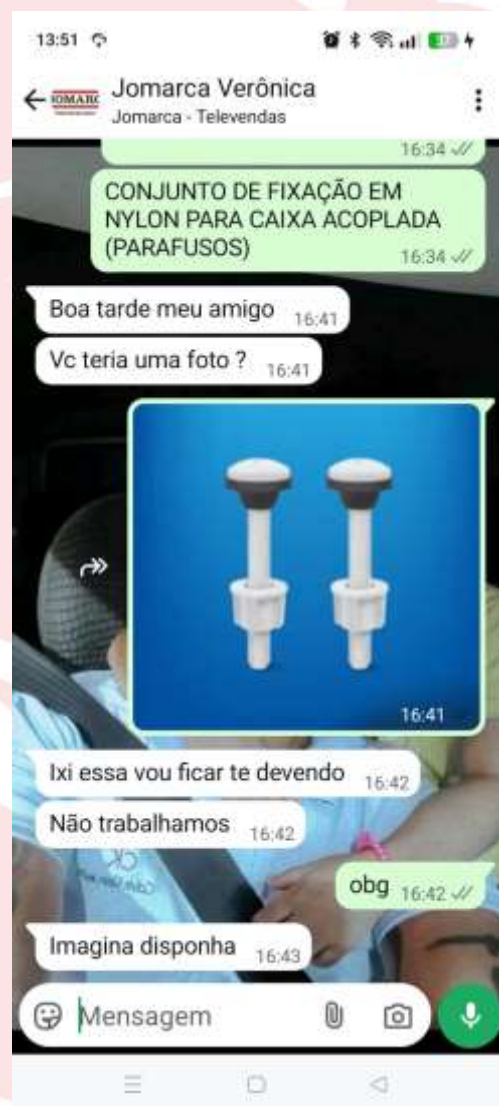 13:51
Jomarca Verônica
Jomarca - Televendas
16:34
CONJUNTO DE FIXAÇÃO EM
NYLON PARA CAIXA ACOPLADA
(PARAFUSOS)
16:34
Boa tarde meu amigo 16:41
Vc teria uma foto ? 16:41
16:41
Ixi essa vou ficar te devendo 16:42
Não trabalhamos 16:42
obg 16:42
Imagina disponha 16:43
Mensagem